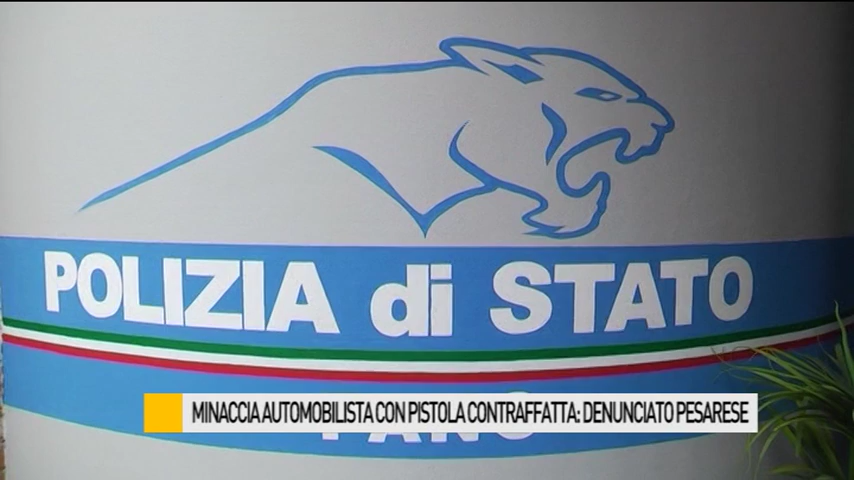 POLIZIA di STATO
MINACCIA AUTOMOBILISTA CON PISTOLA CONTRAFFATTA: DENUNCIATO PESARESE